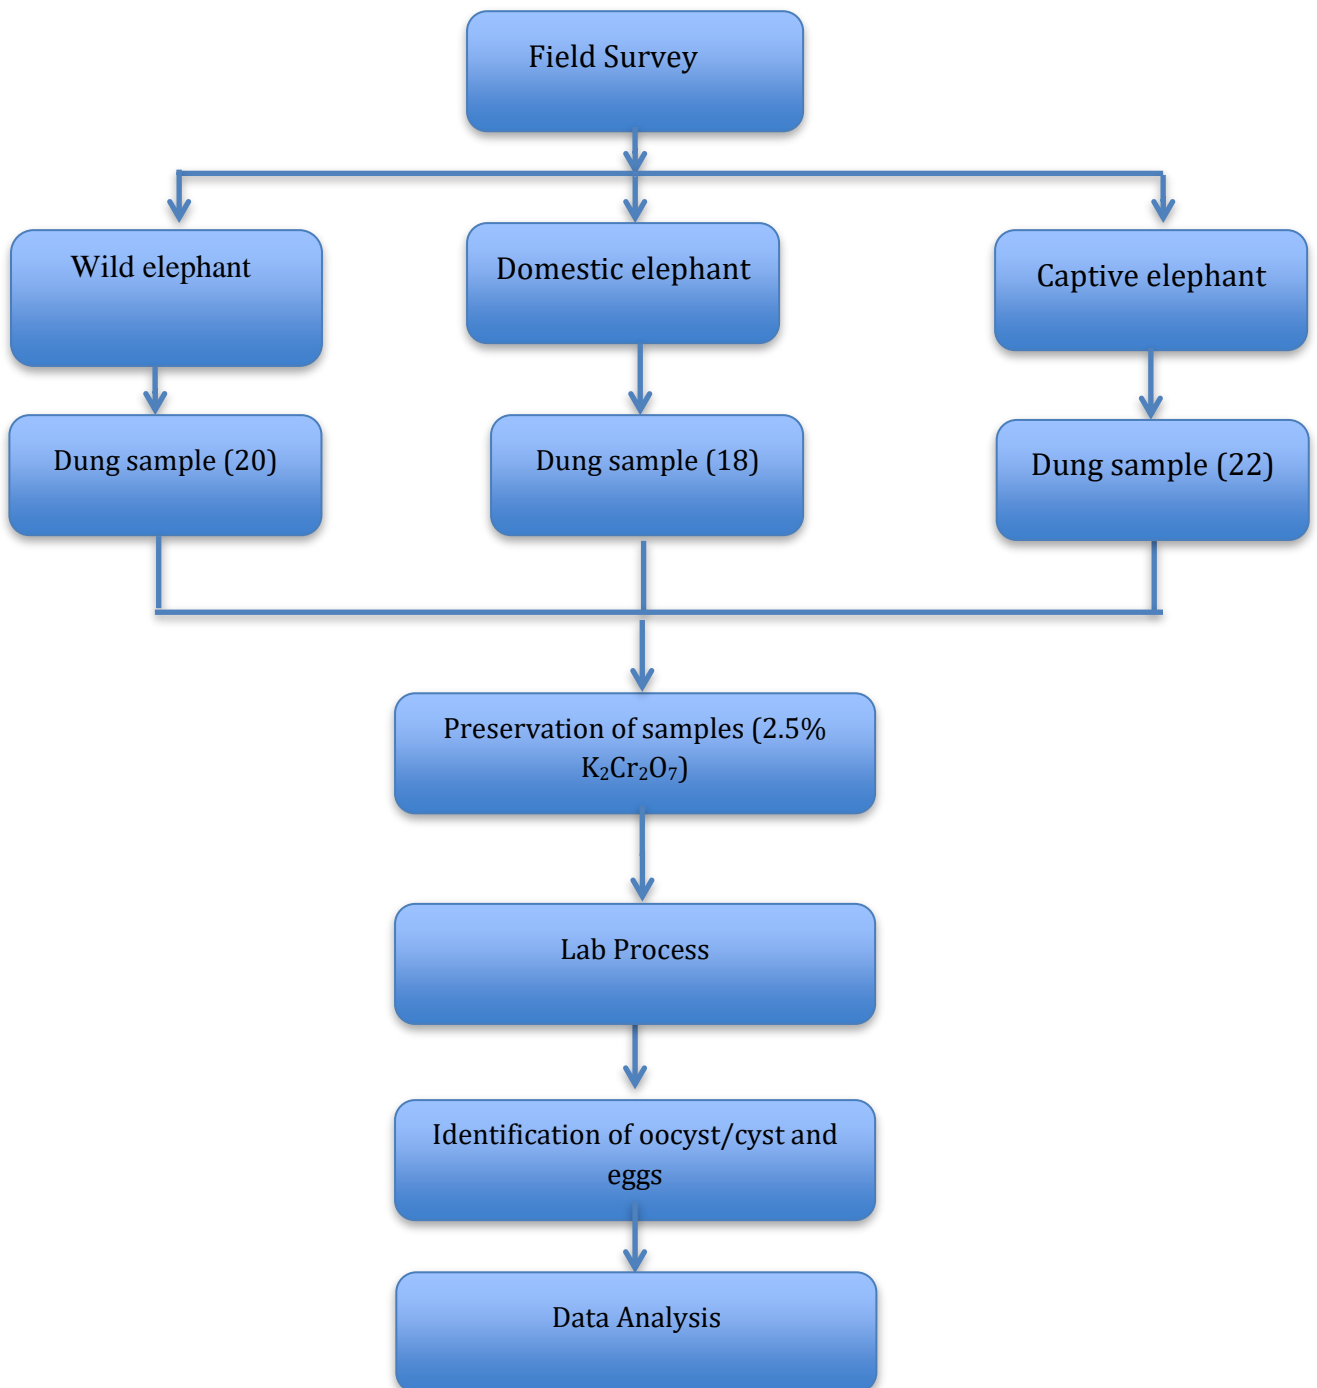 Field Survey
Wild elephant
Domestic elephant
Captive elephant
Dung sample (20)
Dung sample (18)
Dung sample (22)
Preservation of samples (2.5%
K₂Cr₂O₇)
Lab Process
Identification of oocyst/cyst and
eggs
Data Analysis